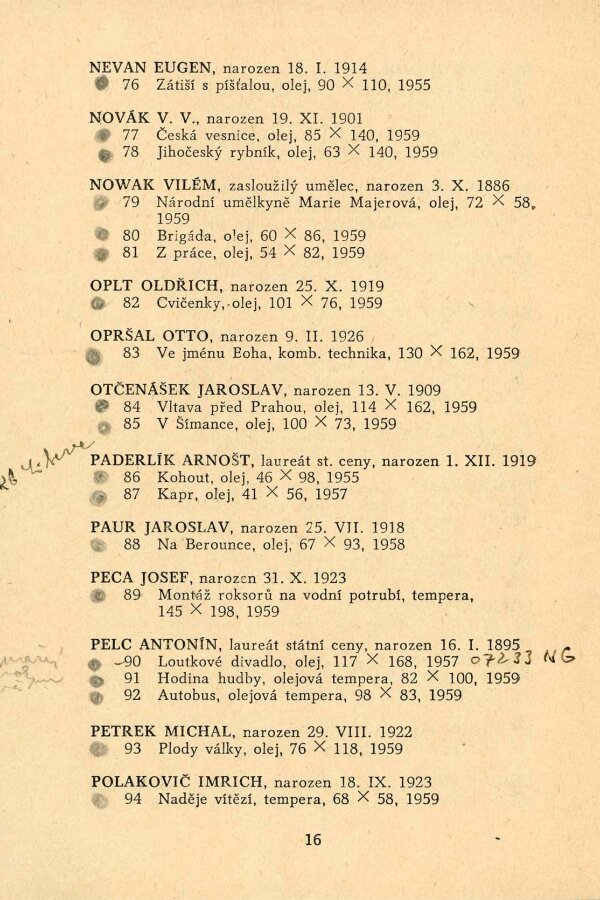 NEVAN EUGEN, narozen 18. I. 1914
76 Zátiší s píšťalou, olej, 90 × 110, 1955
NOVÁK V. V., narozen 19. XI. 1901
77 Česká vesnice, olej, 85 × 140, 1959
78 Jihočeský rybník, olej, 63 × 140, 1959
NOWAK VILÉM, zasloužilý umělec, narozen 3. X. 1886
79 Národní umělkyně Marie Majerová, olej, 72 × 58,
1959
80 Brigáda, olej, 60 × 86, 1959
81 Z práce, olej, 54 × 82, 1959
OPLT OLDŘICH, narozen 25. X. 1919
82 Cvičenky, olej, 101 × 76, 1959
OPRŠAL OTTO, narozen 9. II. 1926
83 Ve jménu Eoha, komb. technika, 130 × 162, 1959
OTČENÁŠEK JAROSLAV, narozen 13. V. 1909
84 Vltava před Prahou, olej, 114 × 162, 1959
85 V Šímance, olej, 100 × 73, 1959
PADERLÍK ARNOŠT, laureát st. ceny, narozen 1. XII. 1919
86 Kohout, olej, 46 × 98, 1955
87 Kapr, olej, 41 × 56, 1957
PAUR JAROSLAV, narozen 25. VII. 1918
88 Na Berounce, olej, 67 × 93, 1958
PECA JOSEF, narozen 31. X. 1923
89 Montáž roksorů na vodní potrubí, tempera,
145 × 198, 1959
PELC ANTONÍN, laureát státní ceny, narozen 16. I. 1895
90 Loutkové divadlo, olej, 117 × 168, 1957 07233 NG
91 Hodina hudby, olejová tempera, 82 × 100, 1959
92 Autobus, olejová tempera, 98 × 83, 1959
PETREK MICHAL, narozen 29. VIII. 1922
93 Plody války, olej, 76 × 118, 1959
POLAKOVIČ IMRICH, narozen 18. IX. 1923
94 Naděje vítězí, tempera, 68 × 58, 1959
16